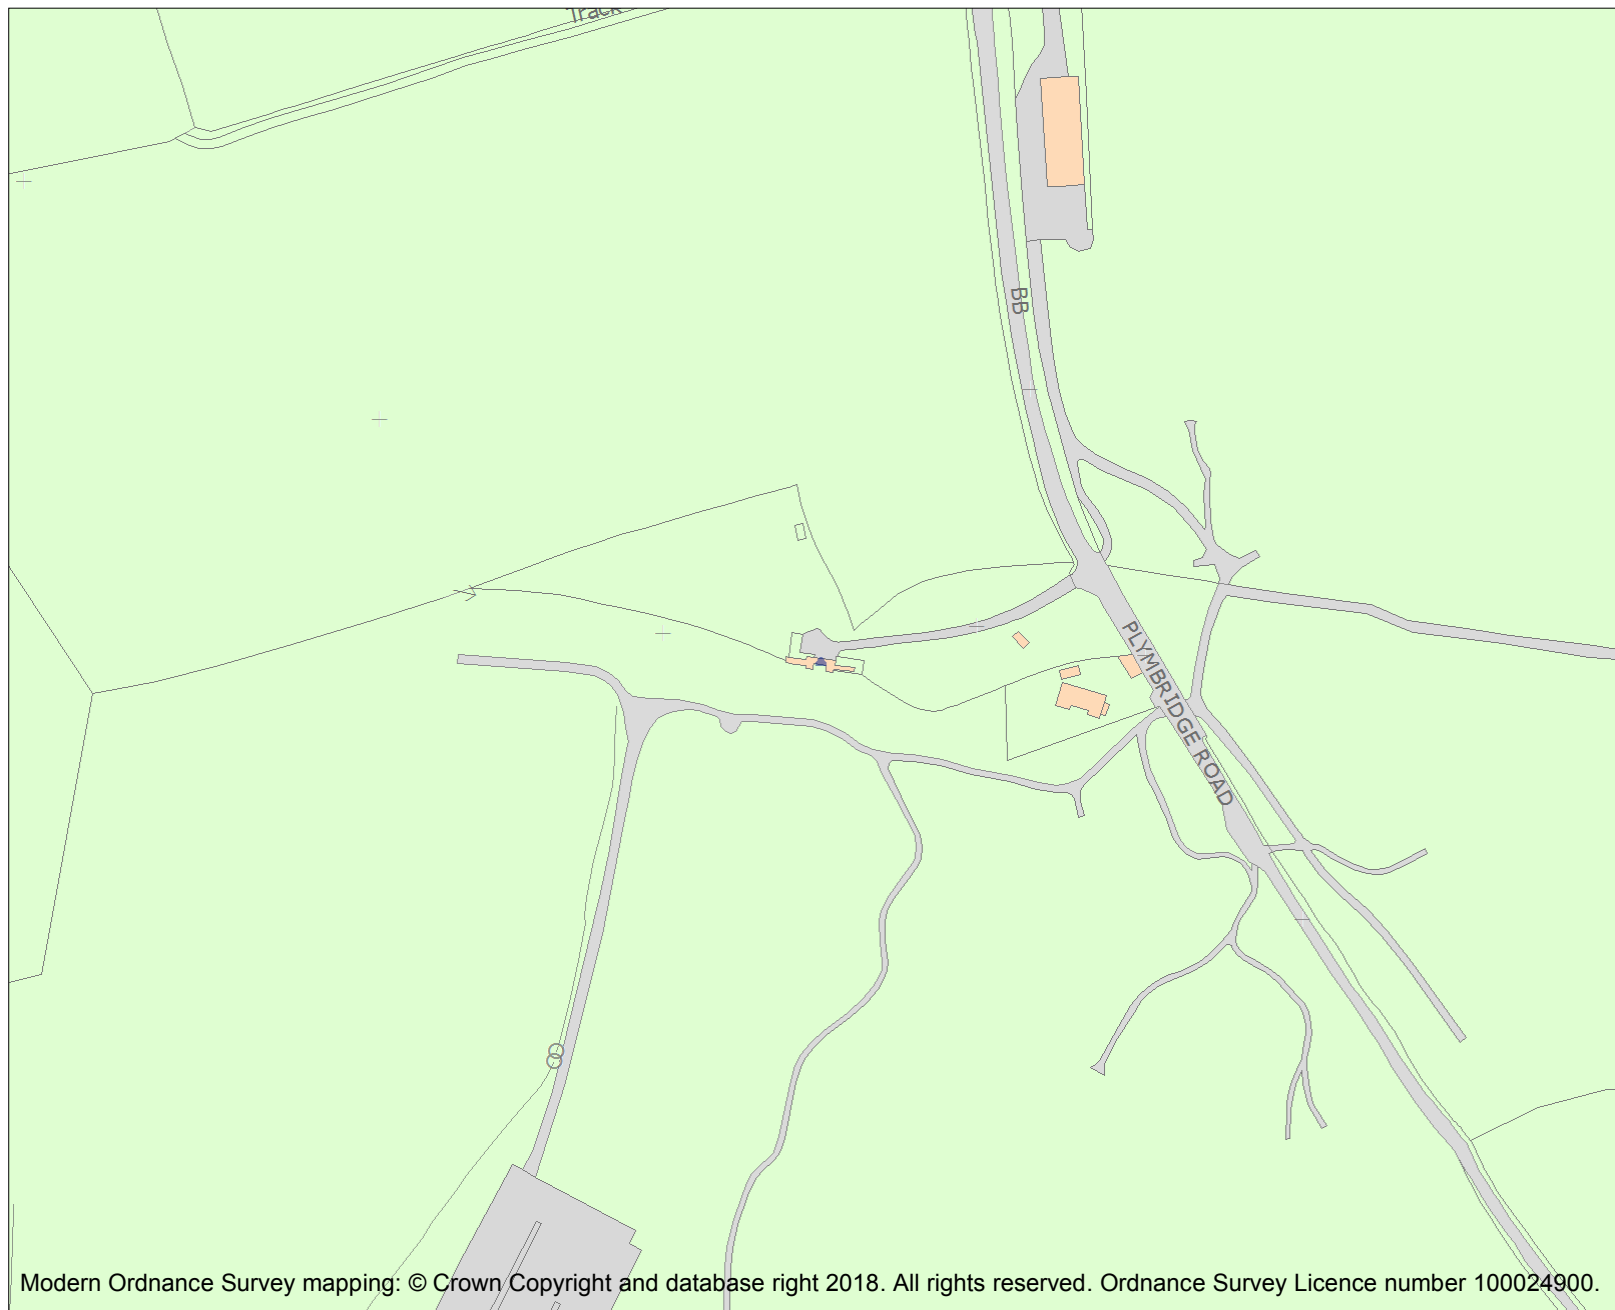 Track
BB
PLYMBRIDGE ROAD
Modern Ordnance Survey mapping: © Crown Copyright and database right 2018. All rights reserved. Ordnance Survey Licence number 100024900.